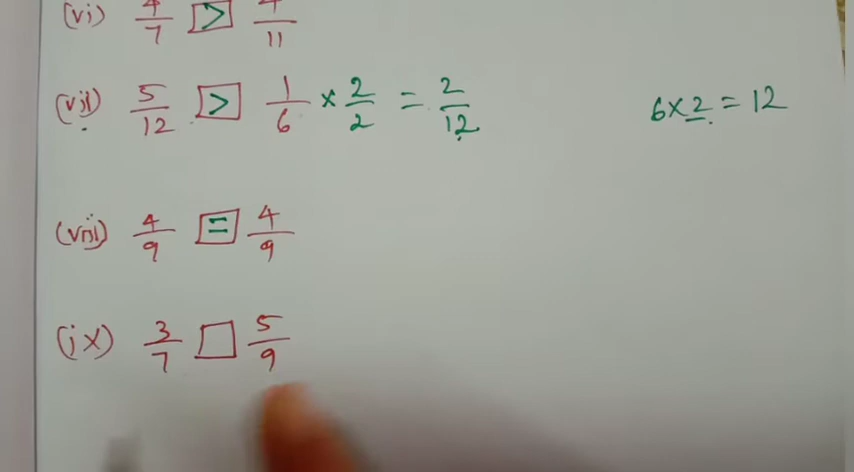 (vi) 4/7 > 4/11
(vii) 5/12 > 1/6 × 2/2 = 2/12 6×2=12
(viii) 4/9 = 4/9
(ix) 3/7 □ 5/9